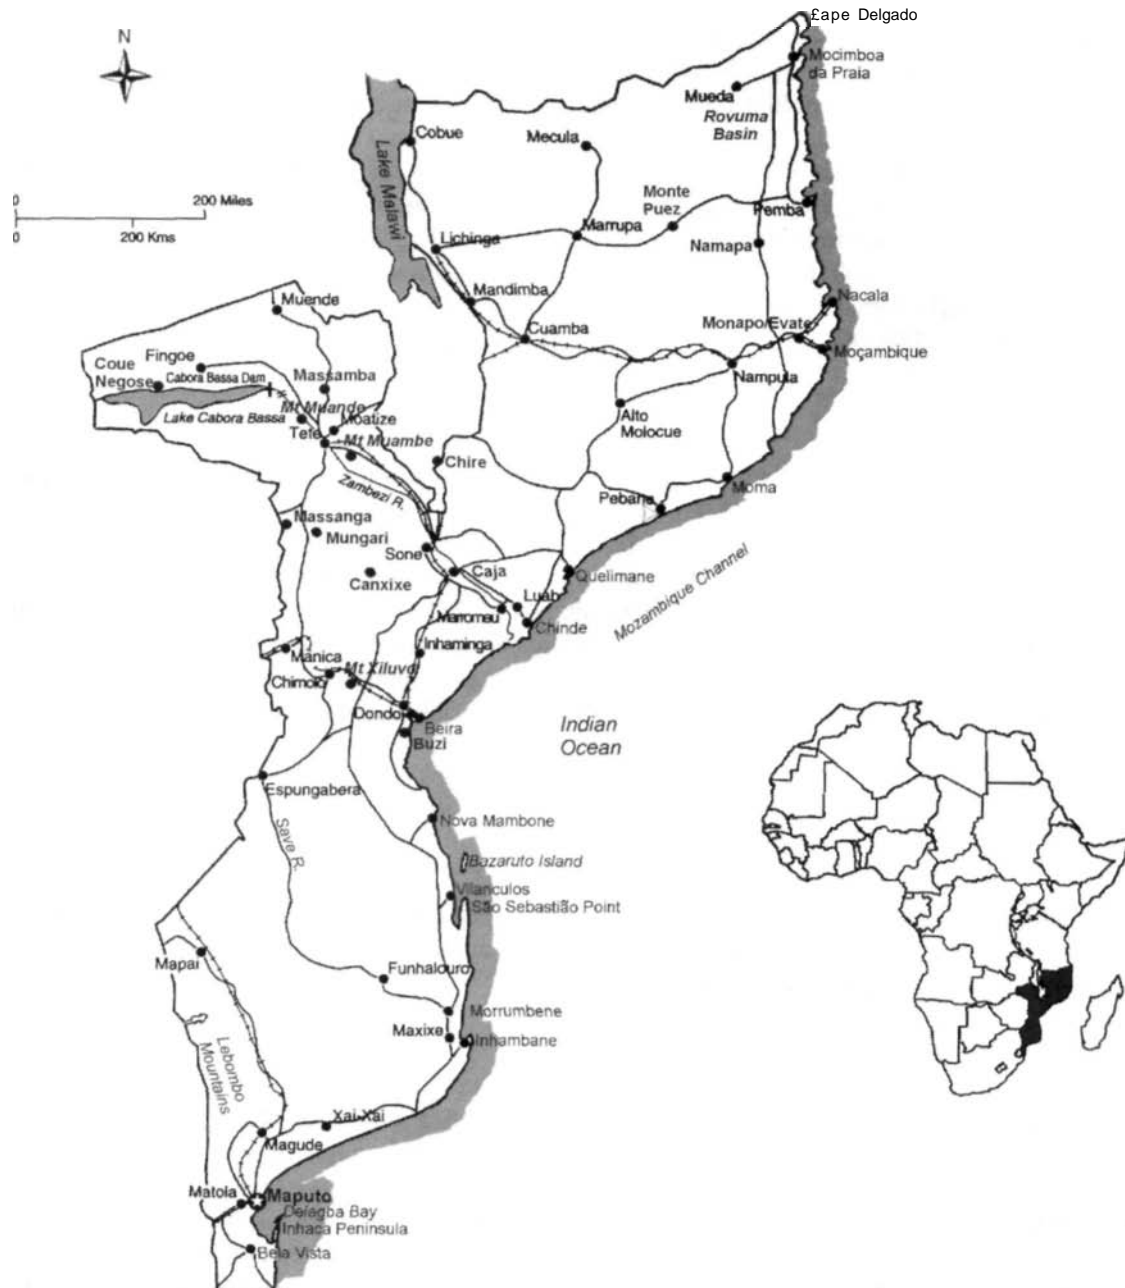 £ape Delgado
N
Mocimboa
da Praia
Mueda
Rovuma
Basin
Cobue
Mecula
Lake Malawi
0
200 Miles
0
200 Kms
Monte
Puez
Pemba
Marrupa
Lichinga
Namapa
Mandimba
Nacala
Muende
Cuamba
Monapo/Evate
Moçambique
Fingoe
Coue
Negose
Cabora Bassa Dam
Massamba
Nampula
Lake Cabora Bassa
Mt Muande
Moatize
Tete
Mt Muambe
Alto
Molocue
Chire
Zambezi R.
Moma
Pebane
Massanga
Mungari
Sone
Caja
Canxixe
Quelimane
Mozambique Channel
Luab
Marromeu
Chinde
Inhaminga
Manica
Mt Xiluvo
Chimoio
Dondo
Beira
Buzi
Indian
Ocean
Espungabera
Save R.
Nova Mambone
Bazaruto Island
Vilanculos
São Sebastião Point
Mapai
Funhalouro
Morrumbene
Maxixe
Inhambane
Lebombo
Mountains
Xai-Xai
Magude
Matola
Maputo
Delagba Bay
Inhaca Peninsula
Bela Vista